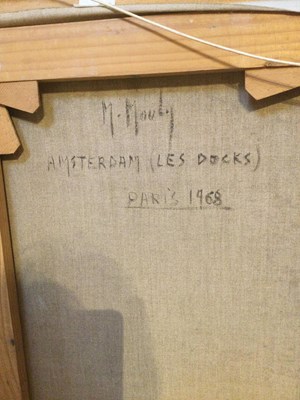 M. Mouly
AMSTERDAM (LES DOCKS)
PARIS 1968